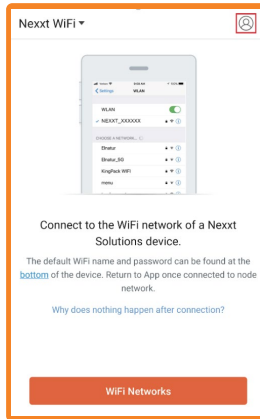 Nexxt WiFi
Settings WLAN
WLAN
NEXXT_XXXXXX
CHOOSE A NETWORK...
Elnatur
Elnatur_5G
KingPack WIFI
menu
Connect to the WiFi network of a Nexxt
Solutions device.
The default WiFi name and password can be found at the
bottom of the device. Return to App once connected to node
network.
Why does nothing happen after connection?
WiFi Networks